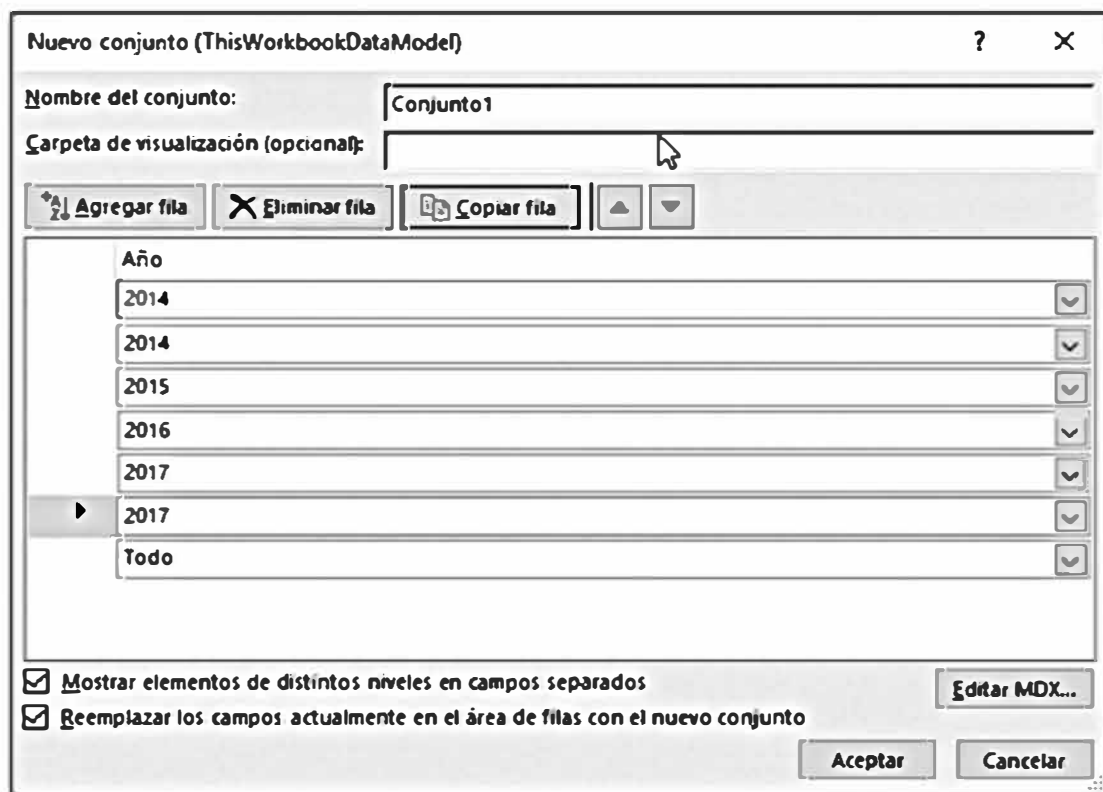 Nuevo conjunto (ThisWorkbookDataModel)
?
Nombre del conjunto:
Conjunto1
Carpeta de visualización (opcional):
Agregar fila
Eliminar fila
Copiar fila
Año
2014
2014
2015
2016
2017
2017
Todo
Mostrar elementos de distintos niveles en campos separados
Editar MDX...
Reemplazar los campos actualmente en el área de filas con el nuevo conjunto
Aceptar
Cancelar